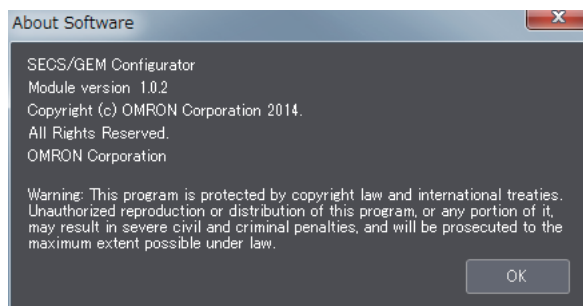 About Software
SECS/GEM Configurator
Module version 1.0.2
Copyright (c) OMRON Corporation 2014.
All Rights Reserved.
OMRON Corporation
Warning: This program is protected by copyright law and international treaties.
Unauthorized reproduction or distribution of this program, or any portion of it,
may result in severe civil and criminal penalties, and will be prosecuted to the
maximum extent possible under law.
OK